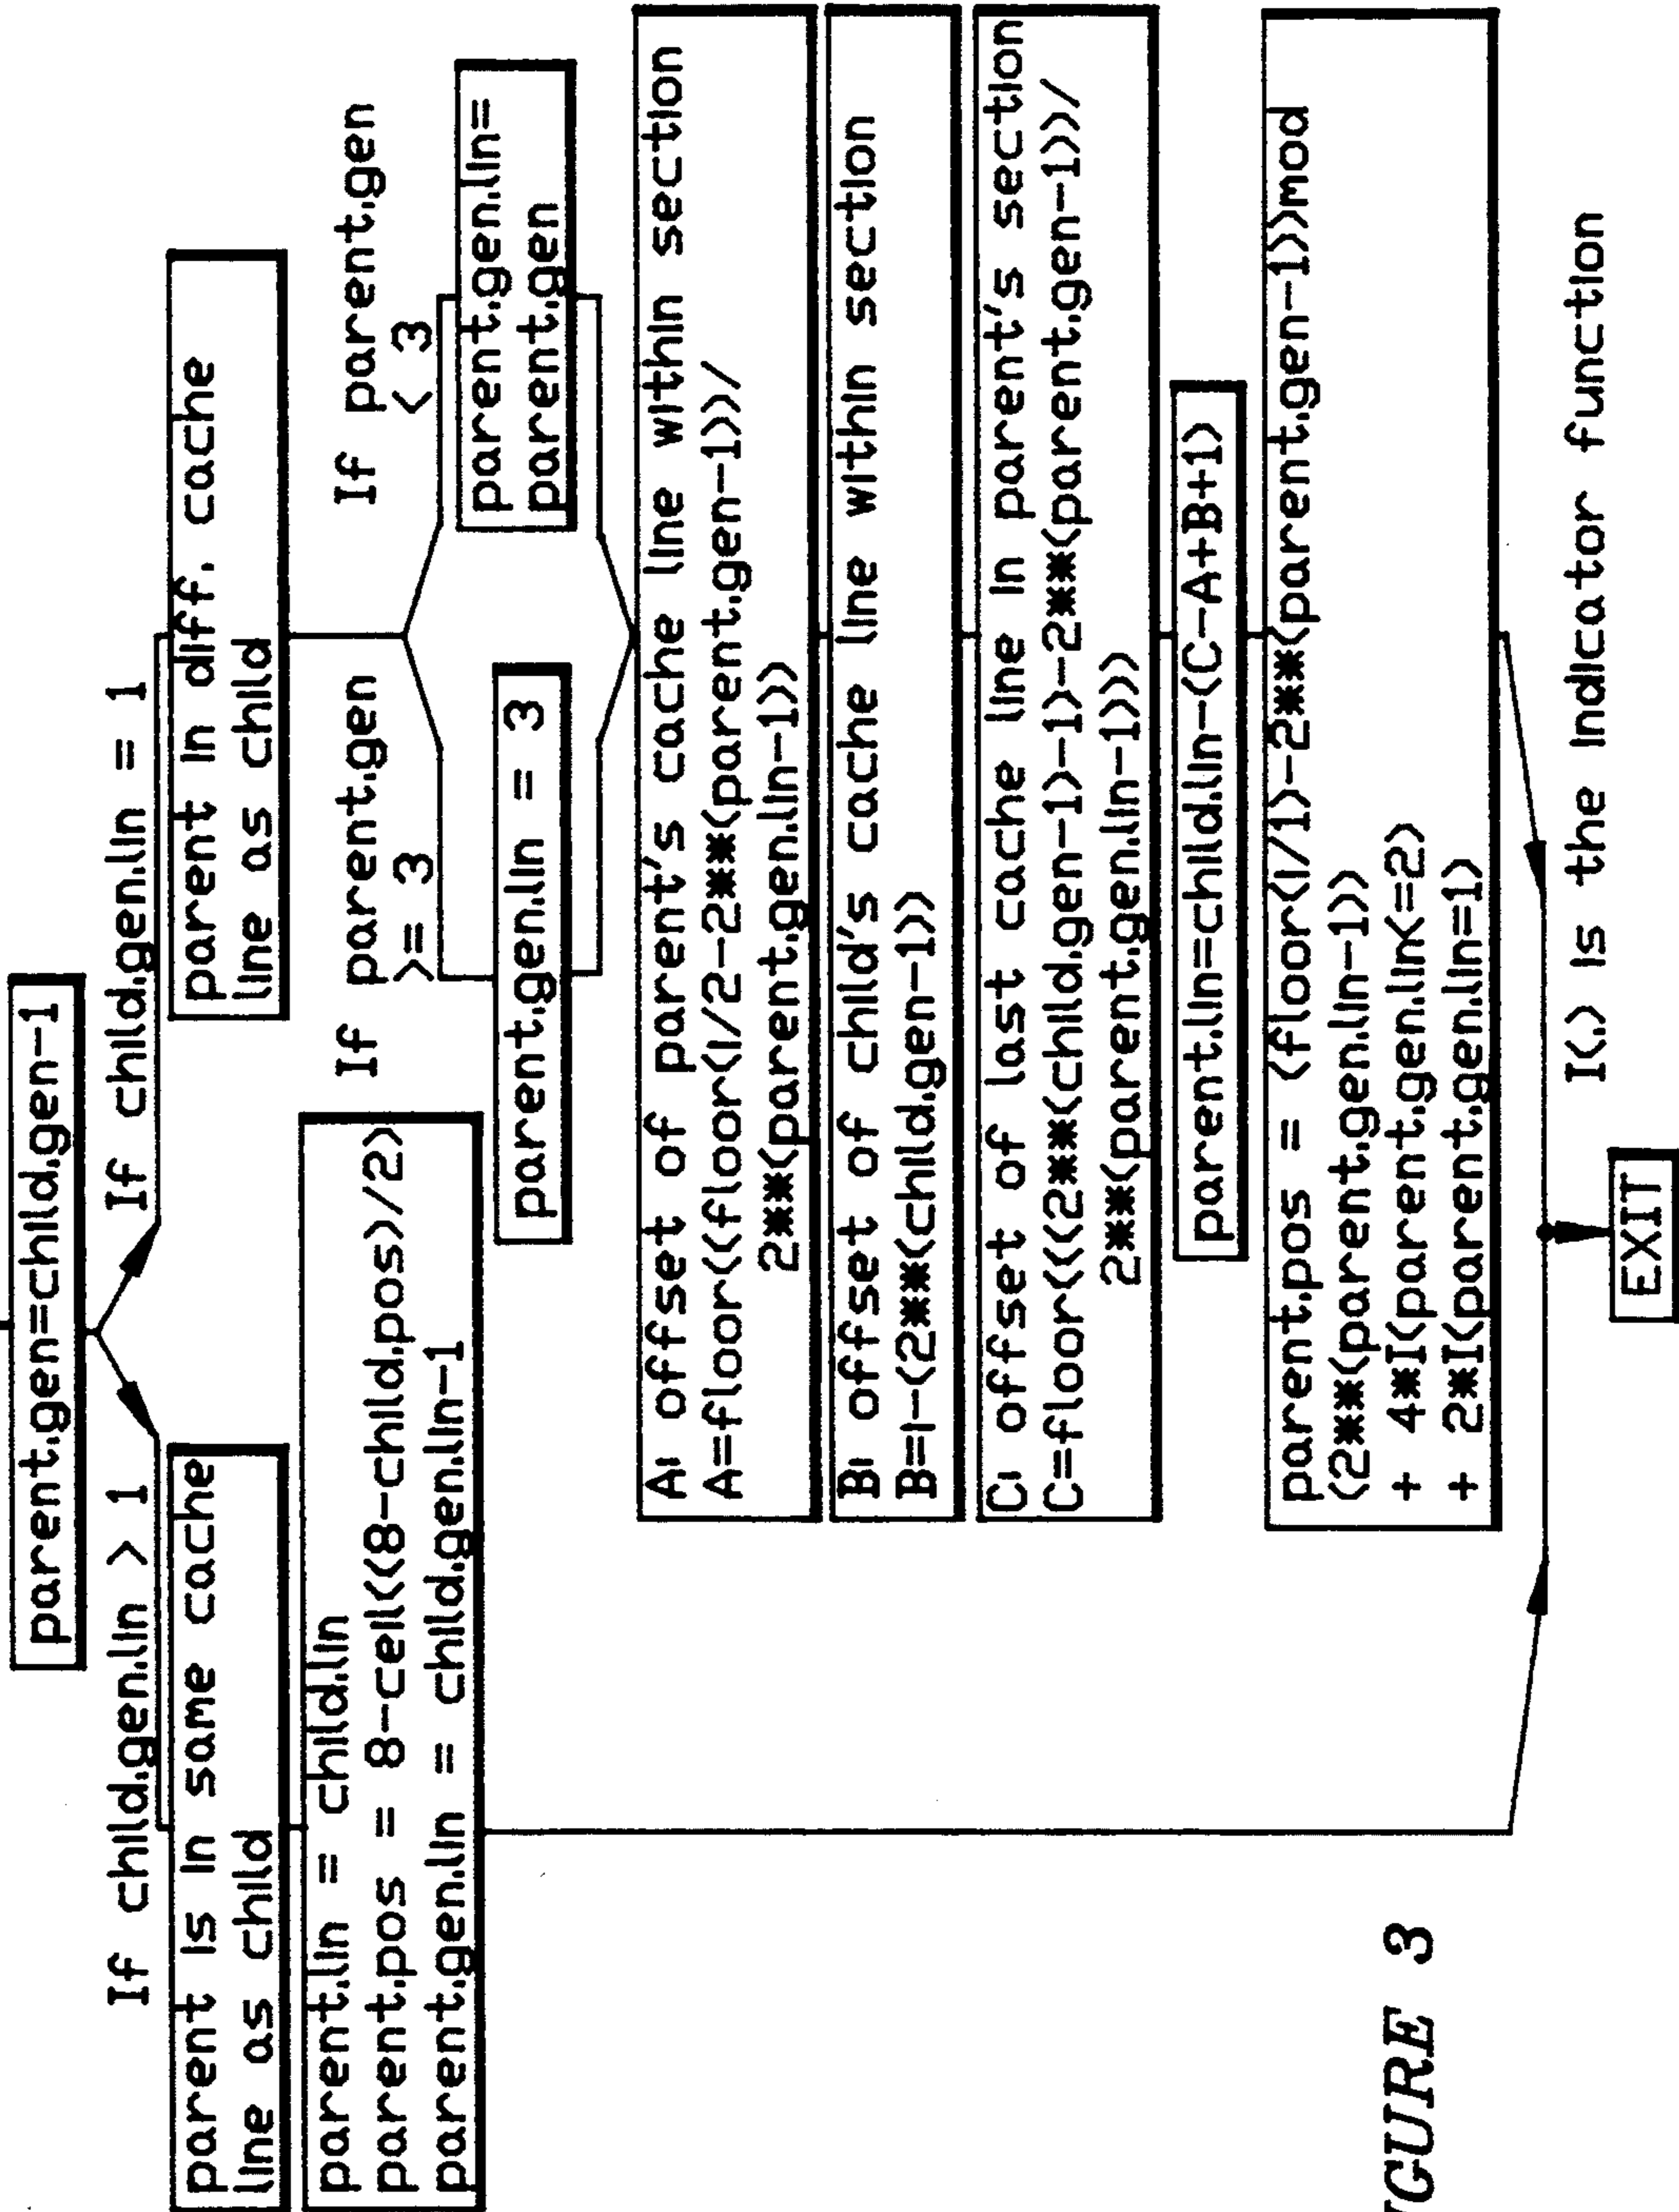 parent.gen=child.gen-1
If child.gen.lin > 1
If child.gen.lin = 1
parent is in same cache
line as child
parent in diff. cache
line as child
parent.lin = child.lin
parent.pos = 8-ceil((8-child.pos)/2)
parent.gen.lin = child.gen.lin-1
If parent.gen
>= 3
If parent.gen
< 3
parent.gen.lin = 3
parent.gen.lin=
parent.gen
A: offset of parent's cache line within section
A=floor((floor(i/2-2**(parent.gen-1))/
2**(parent.gen.lin-1))
B: offset of child's cache line within section
B=i-(2**(child.gen-1))
C: offset of last cache line in parent's section
C=floor(((2**(child.gen-1)-1)-2**(parent.gen-1))/
2**(parent.gen.lin-1)))
parent.lin=child.lin-(C-A+B+1)
parent.pos = (floor(i/1)-2**(parent.gen-1))mod
(2**(parent.gen.lin-1))
+ 4*I(parent.gen.lin<=2)
+ 2*I(parent.gen.lin=1)
I(.) is the indicator function
EXIT
GURE 3